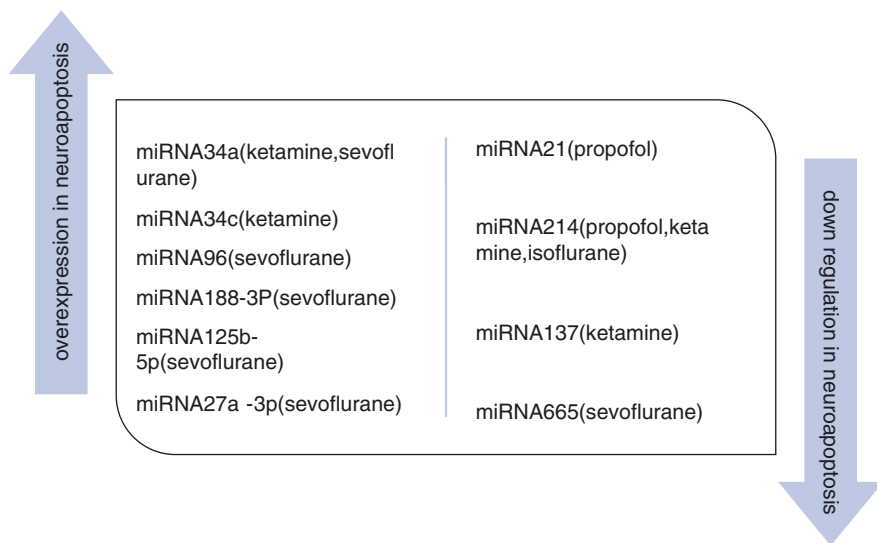 overexpression in neuroapoptosis
miRNA34a(ketamine,sevofl
urane)
miRNA34c(ketamine)
miRNA96(sevoflurane)
miRNA188-3P(sevoflurane)
miRNA125b-
5p(sevoflurane)
miRNA27a -3p(sevoflurane)
miRNA21(propofol)
miRNA214(propofol,keta
mine,isoflurane)
miRNA137(ketamine)
miRNA665(sevoflurane)
down regulation in neuroapoptosis